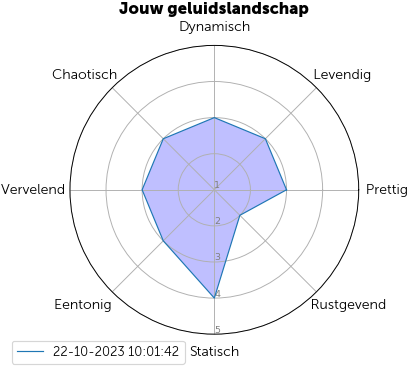 Jouw geluidslandschap
Dynamisch
Chaotisch
Levendig
Vervelend
Prettig
1
2
3
4
5
Eentonig
Rustgevend
Statisch
22-10-2023 10:01:42